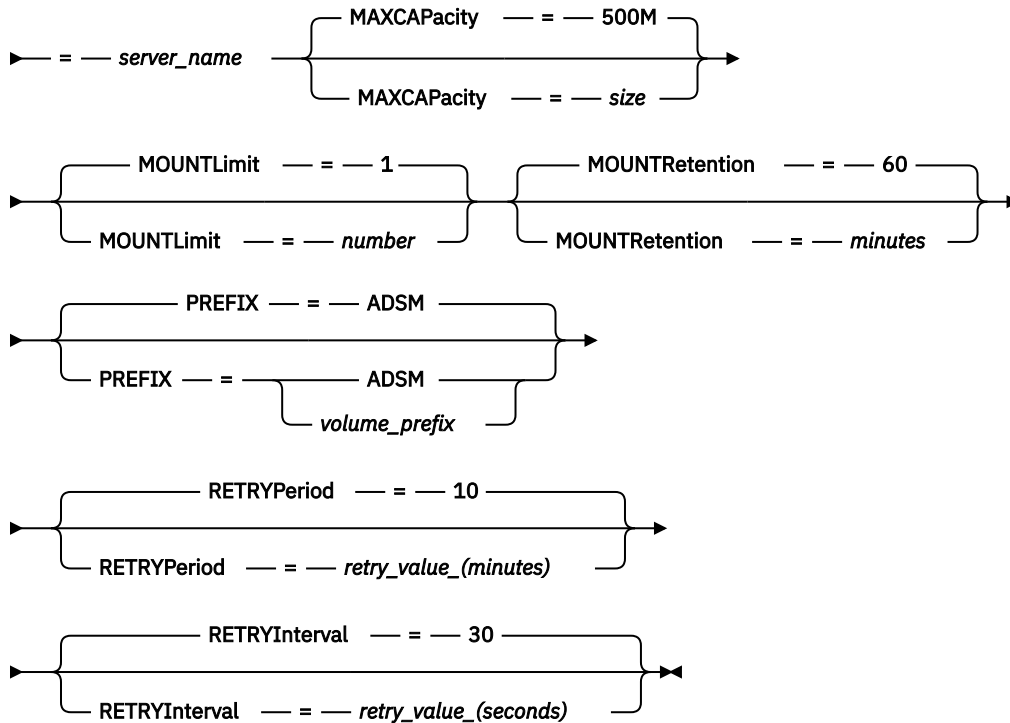 MAXCAPacity = 500M
= server_name
MAXCAPacity = size
MOUNTLimit = 1 MOUNTRetention = 60
MOUNTLimit = number MOUNTRetention = minutes
PREFIX = ADSM
PREFIX = ADSM
volume_prefix
RETRYPeriod = 10
RETRYPeriod = retry_value_(minutes)
RETRYInterval = 30
RETRYInterval = retry_value_(seconds)